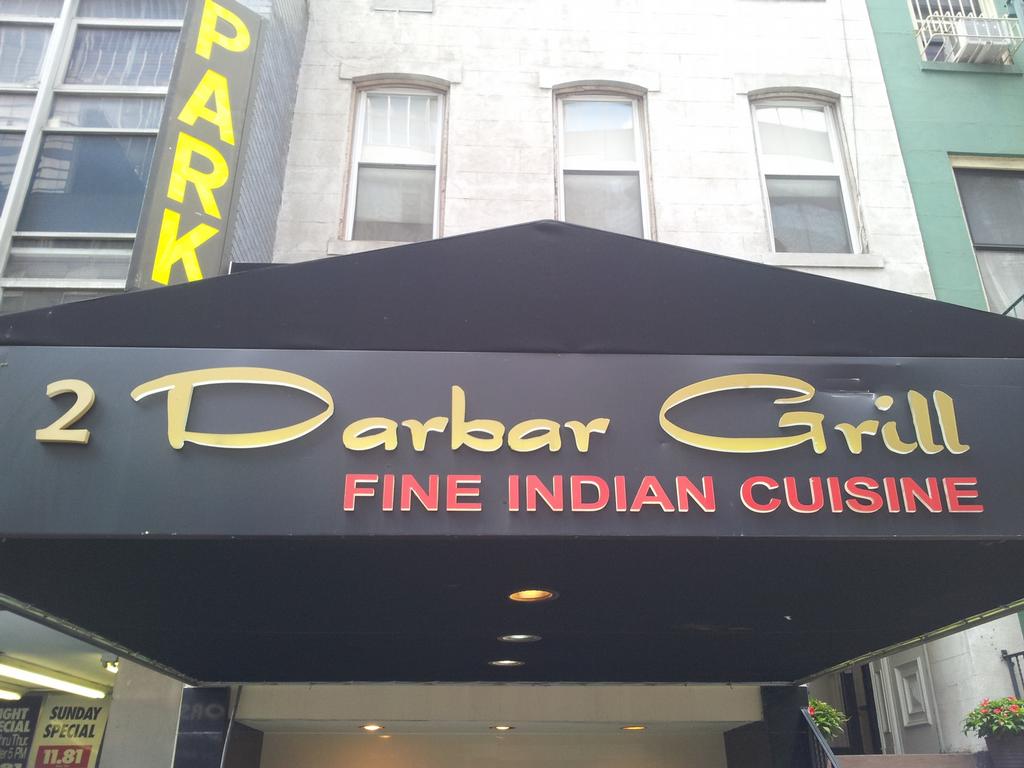 PARK
2 Darbar Grill
FINE INDIAN CUISINE
SUNDAY
SPECIAL
11.81